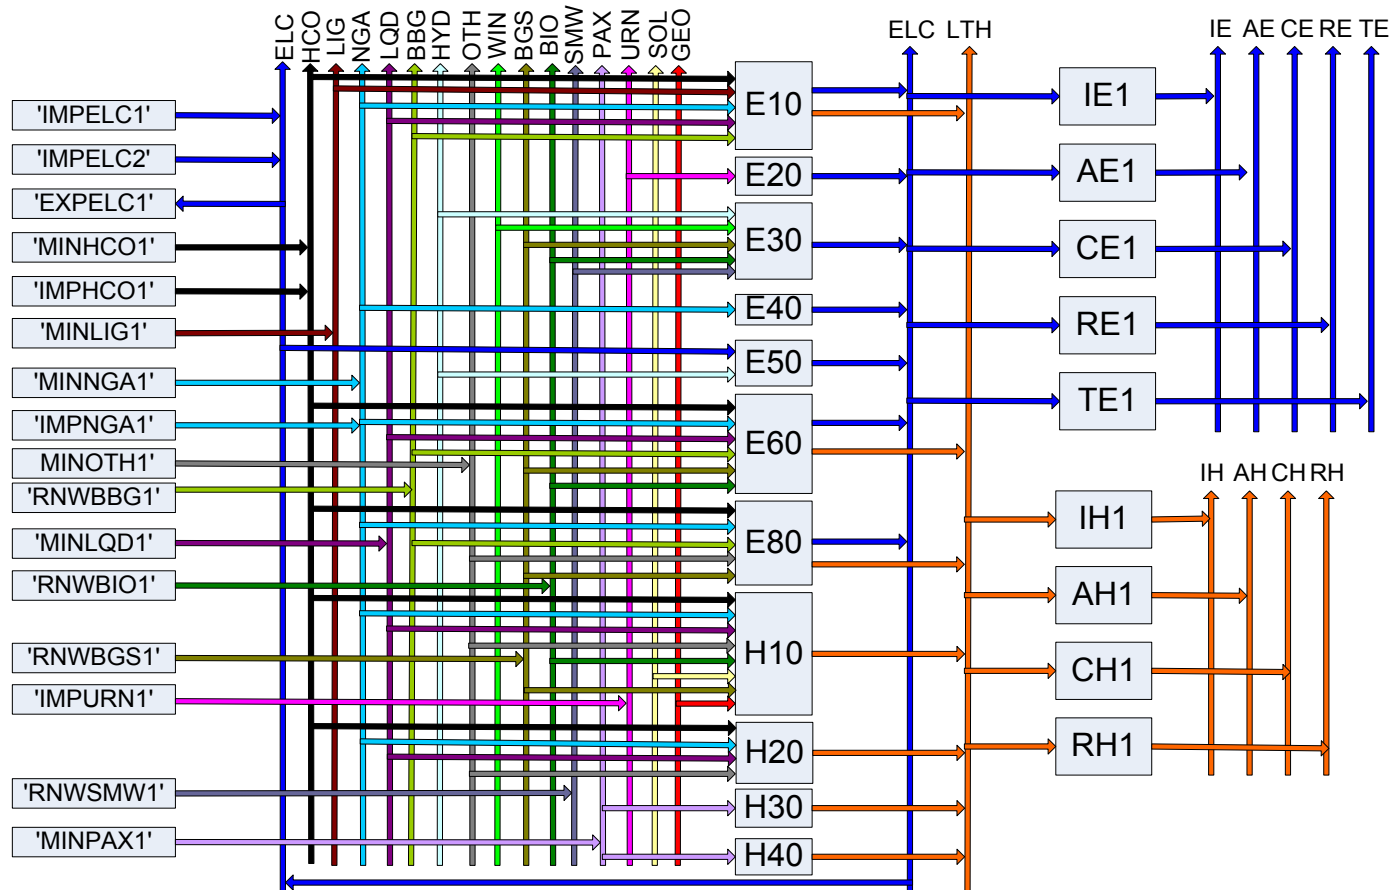 ELC HCO LIG NGA LQD BBG HYD OTH WIN BGS BIO SMW PAX URN SOL GEO
ELC LTH
IE AE CE RE TE
'IMPELC1'
'IMPELC2'
'EXPELC1'
'MINHCO1'
'IMPHCO1'
'MINLIG1'
'MINNGA1'
'IMPNGA1'
MINOTH1'
'RNWBBG1'
'MINLQD1'
'RNWBIO1'
'RNWBGS1'
'IMPURN1'
'RNWSMW1'
'MINPAX1'
E10
E20
E30
E40
E50
E60
E80
H10
H20
H30
H40
IE1
AE1
CE1
RE1
TE1
IH AH CH RH
IH1
AH1
CH1
RH1